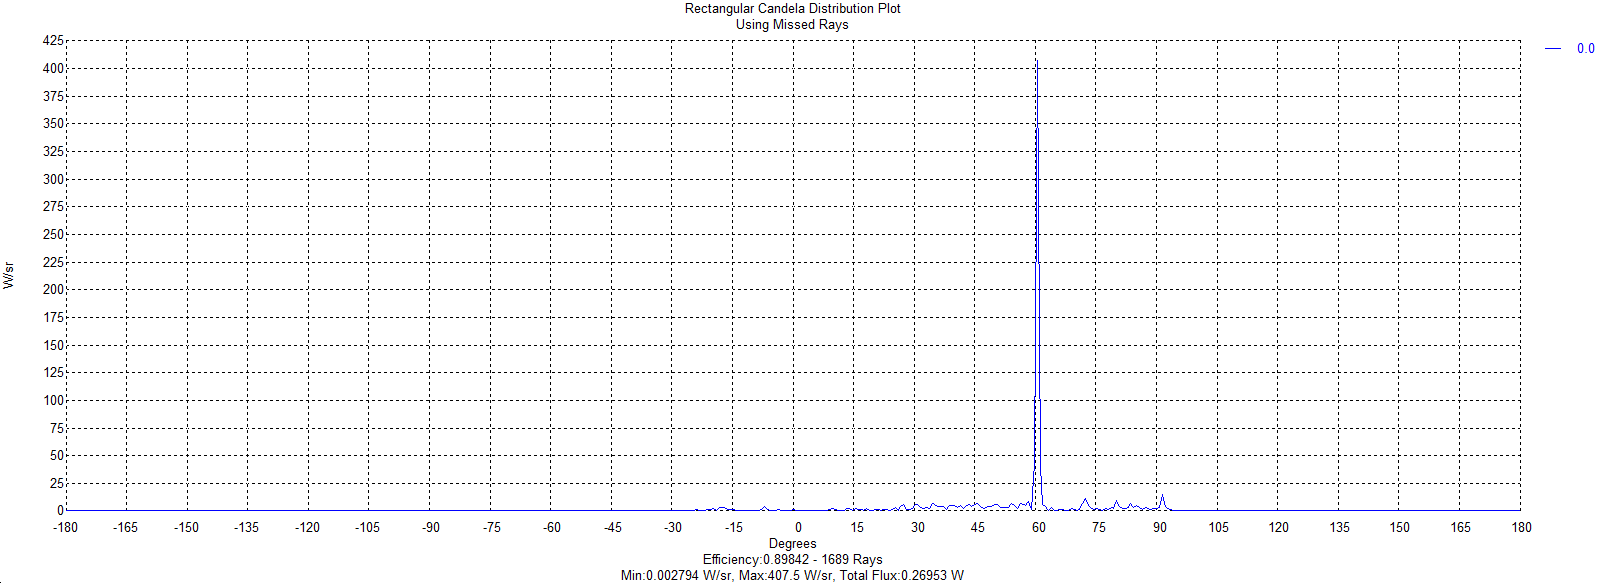 Rectangular Candela Distribution Plot
Using Missed Rays
425
400
375
350
325
300
275
250
225
200
175
150
125
100
75
50
25
0
W/sr
0.0
-180 -165 -150 -135 -120 -105 -90 -75 -60 -45 -30 -15 0 15 30 45 60 75 90 105 120 135 150 165 180
Degrees
Efficiency:0.89842 - 1689 Rays
Min:0.002794 W/sr, Max:407.5 W/sr, Total Flux:0.26953 W